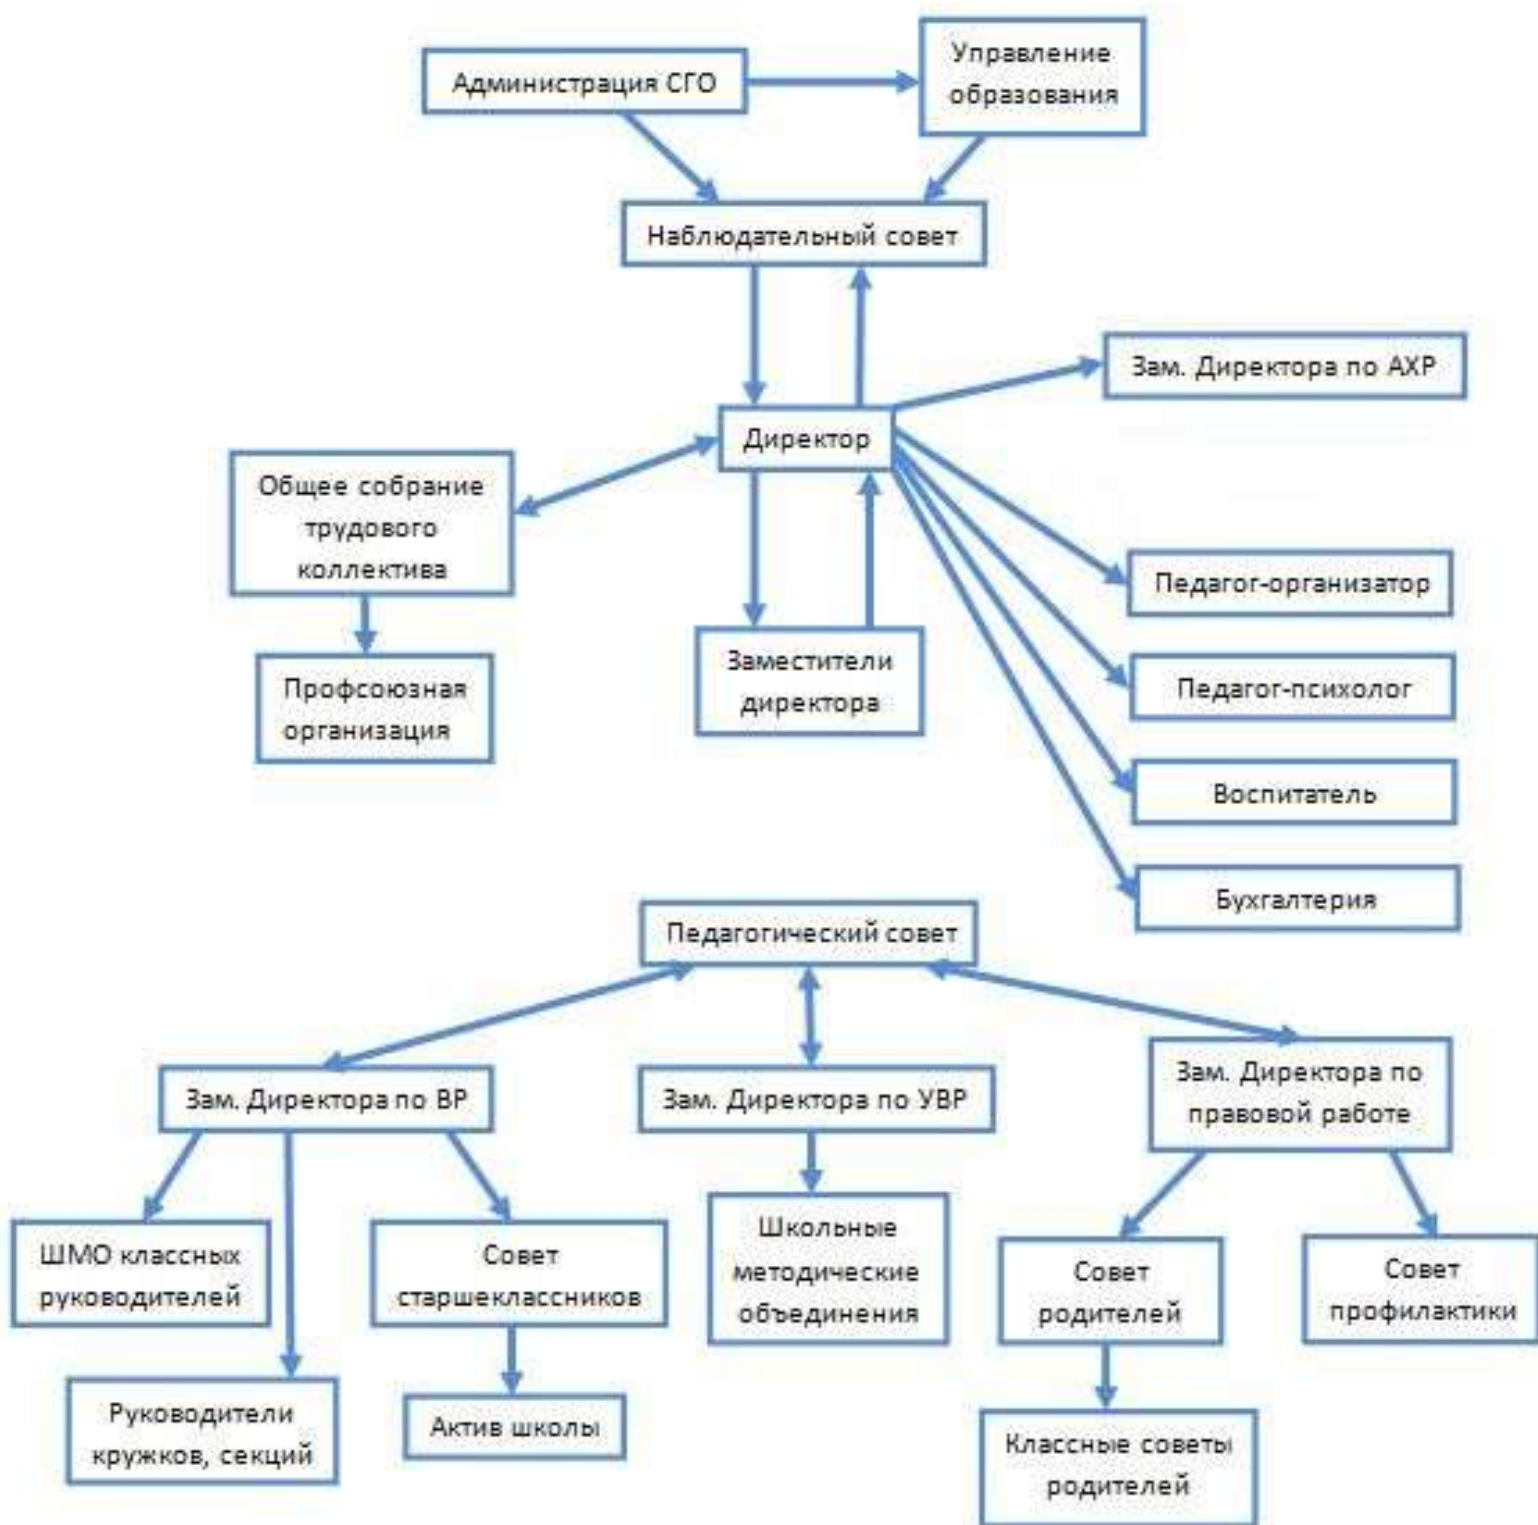 Администрация СГО
Управление
образования
Наблюдательный совет
Зам. Директора по АХР
Директор
Общее собрание
трудового
коллектива
Педагог-организатор
Заместители
директора
Профсоюзная
организация
Педагог-психолог
Воспитатель
Бухгалтерия
Педагогический совет
Зам. Директора по ВР
Зам. Директора по УВР
Зам. Директора по
правовой работе
ШМО классных
руководителей
Совет
старшеклассников
Школьные
методические
объединения
Совет
родителей
Совет
профилактики
Руководители
кружков, секций
Актив школы
Классные советы
родителей